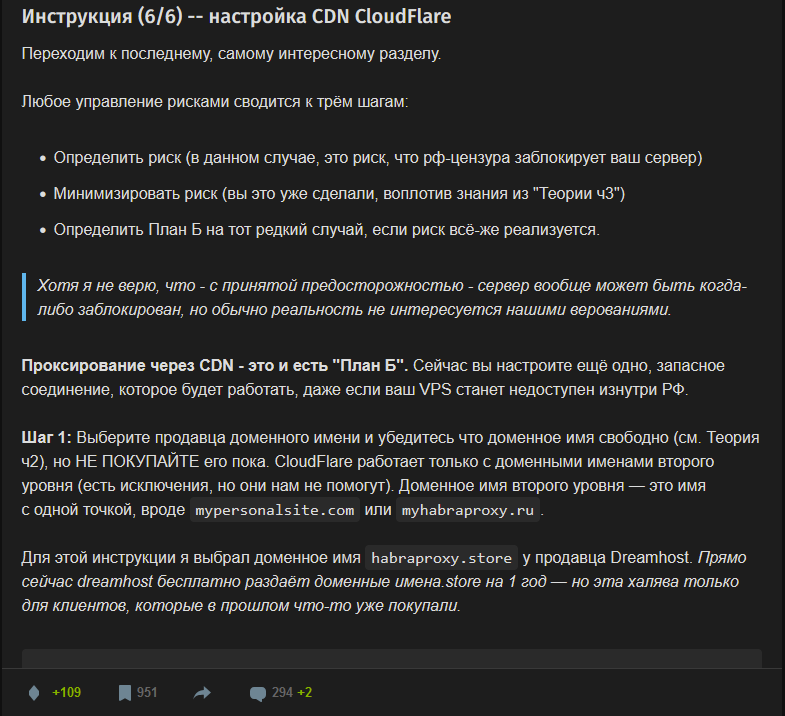 Инструкция (6/6) -- настройка CDN CloudFlare
Переходим к последнему, самому интересному разделу.
Любое управление рисками сводится к трём шагам:
• Определить риск (в данном случае, это риск, что рф-цензура заблокирует ваш сервер)
• Минимизировать риск (вы это уже сделали, воплотив знания из "Теории ч3")
• Определить План Б на тот редкий случай, если риск всё-же реализуется.
Хотя я не верю, что - с принятой предосторожностью - сервер вообще может быть когда-
либо заблокирован, но обычно реальность не интересуется нашими верованиями.
Проксирование через CDN - это и есть "План Б". Сейчас вы настроите ещё одно, запасное
соединение, которое будет работать, даже если ваш VPS станет недоступен изнутри РФ.
Шаг 1: Выберите продавца доменного имени и убедитесь что доменное имя свободно (см. Теория
ч2), но НЕ ПОКУПАЙТЕ его пока. CloudFlare работает только с доменными именами второго
уровня (есть исключения, но они нам не помогут). Доменное имя второго уровня — это имя
с одной точкой, вроде mypersonalsite.com или myhabraproxy.ru.
Для этой инструкции я выбрал доменное имя habraproxy.store у продавца Dreamhost. Прямо
сейчас dreamhost бесплатно раздаёт доменные имена.store на 1 год — но эта халява только
для клиентов, которые в прошлом что-то уже покупали.
+109 951 294 +2